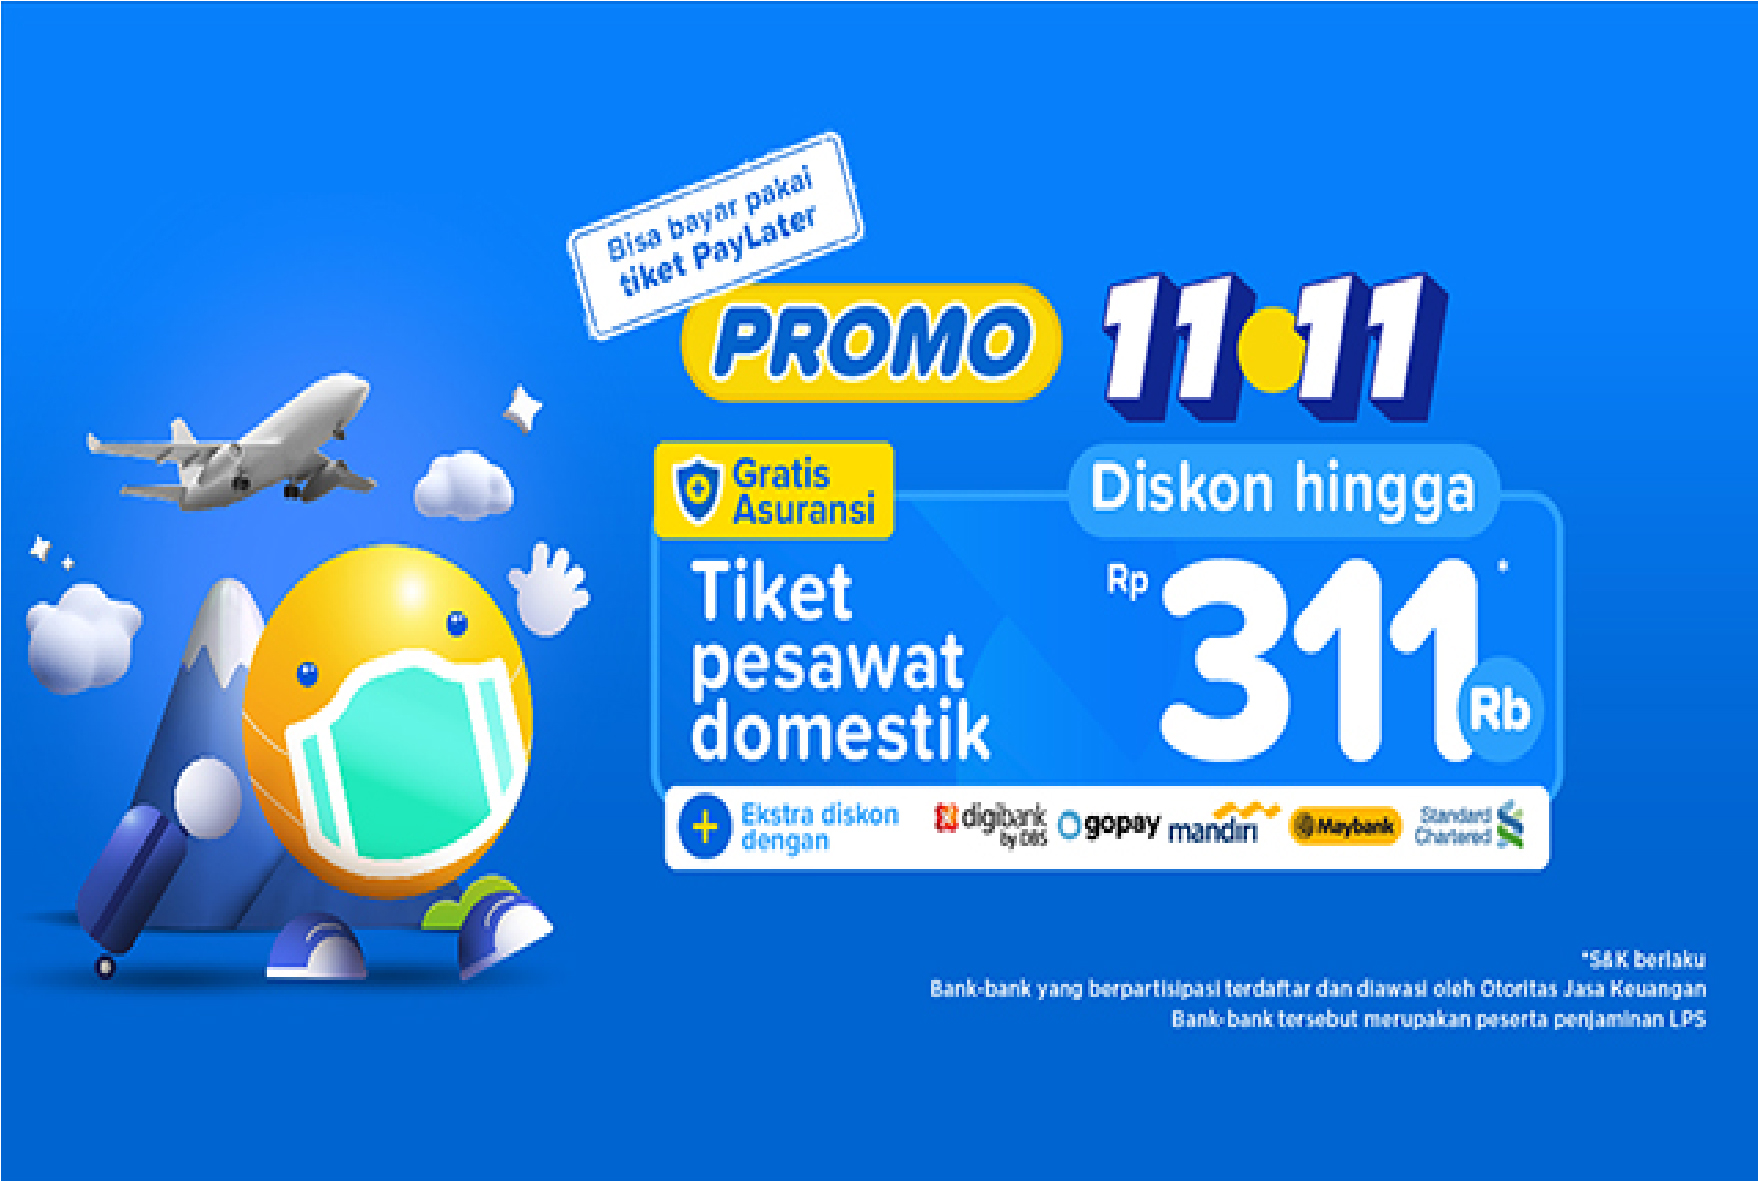 Bisa bayar pakai
tiket PayLater
PROMO 11.11
Gratis
Asuransi
Diskon hingga
Tiket
pesawat
domestik
Rp 311 Rb*
+ Ekstra diskon
dengan
digibank
by DBS
gopay
mandiri
Maybank
Standard
Chartered
*S&K berlaku
Bank-bank yang berpartisipasi terdaftar dan diawasi oleh Otoritas Jasa Keuangan
Bank-bank tersebut merupakan peserta penjaminan LPS